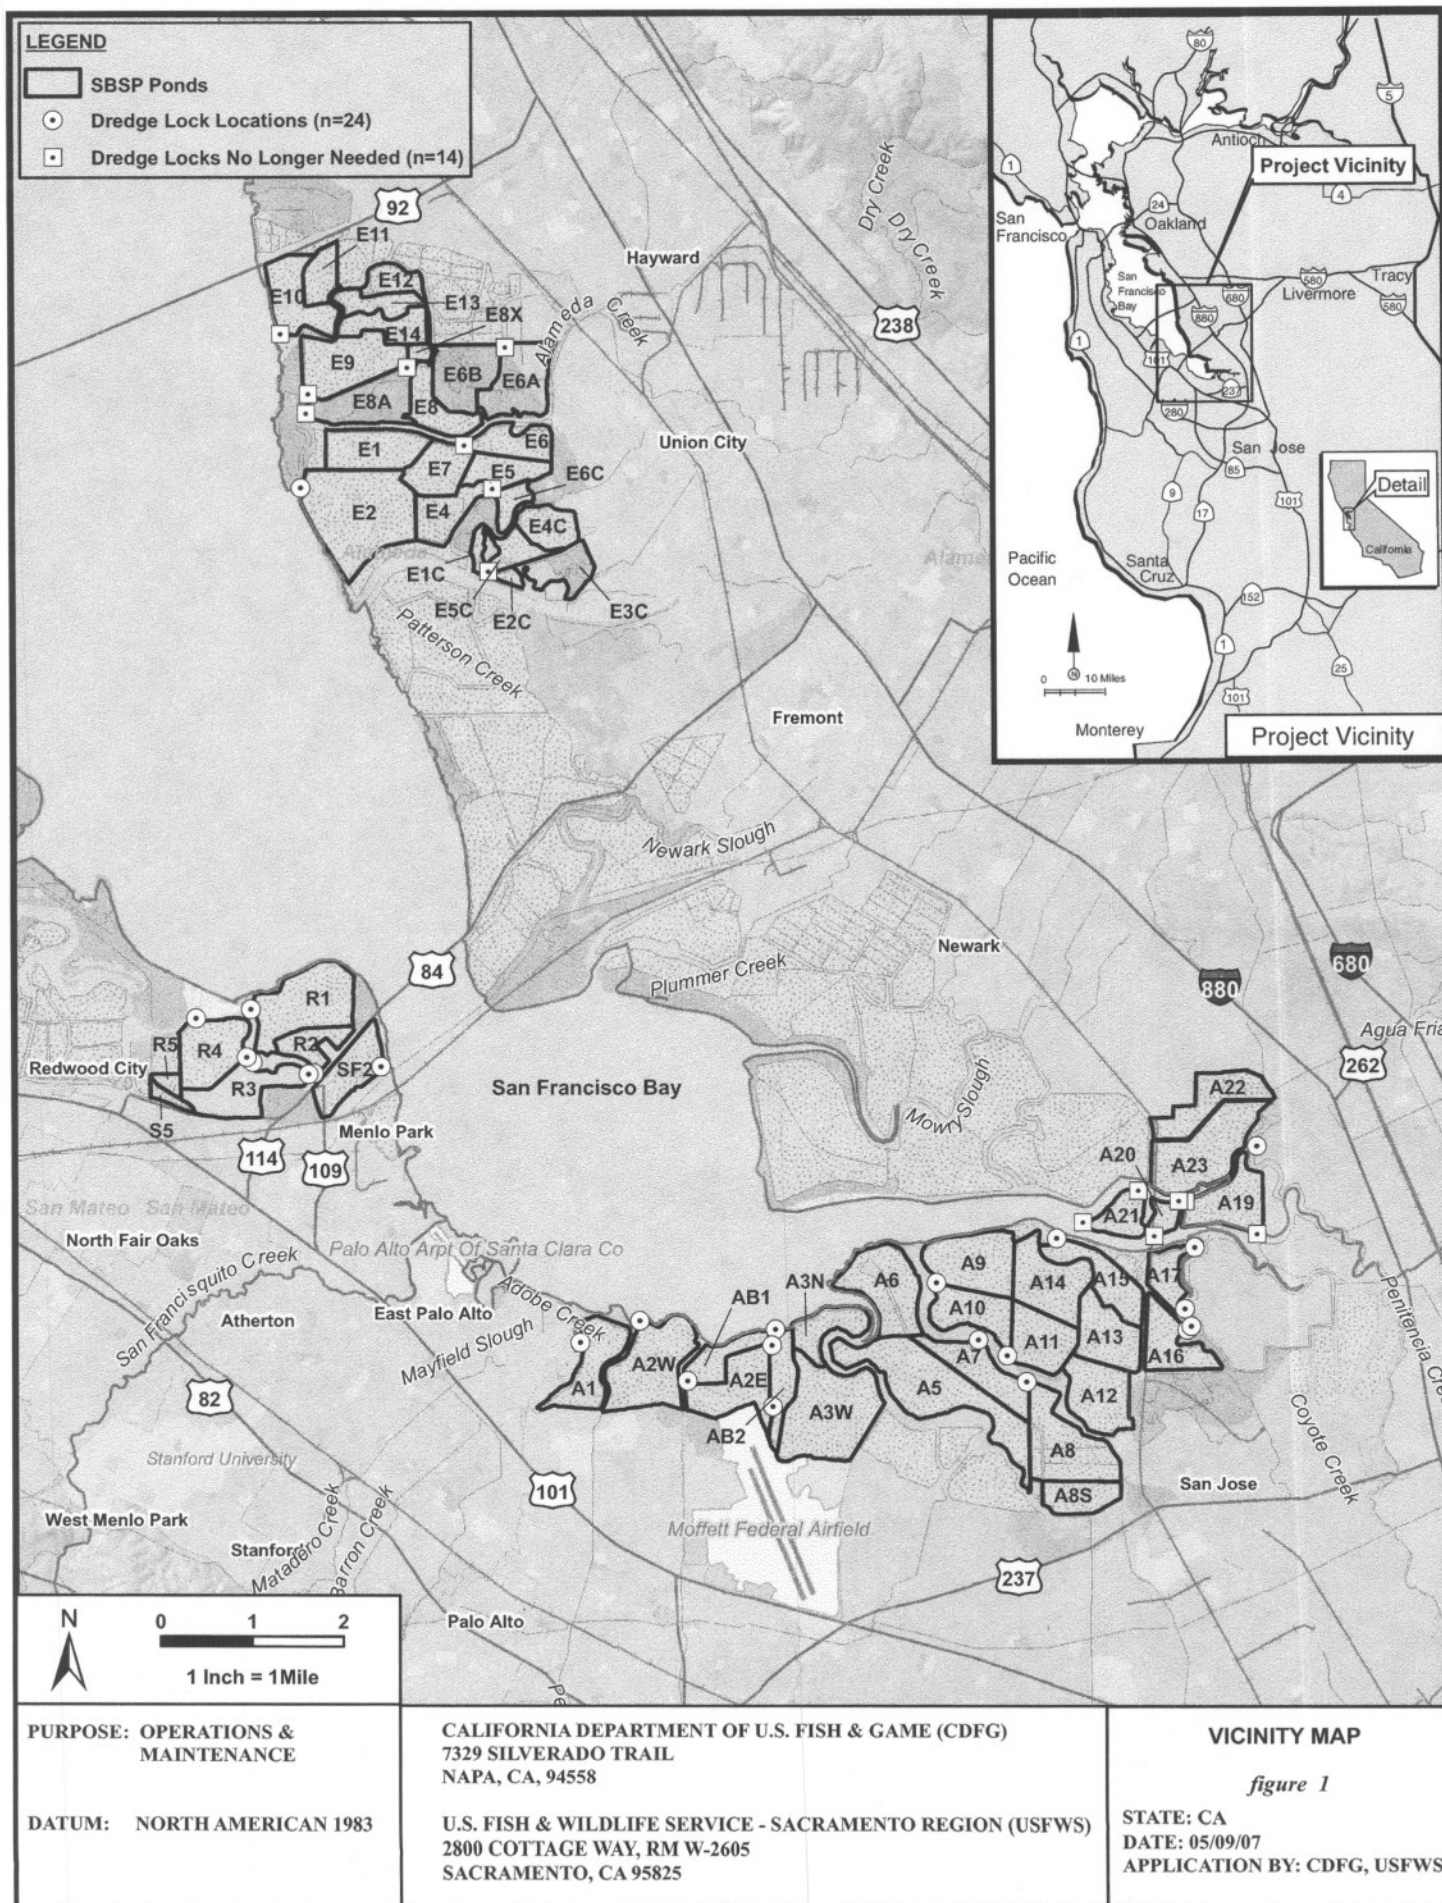 LEGEND
SBSP Ponds
Dredge Lock Locations (n=24)
Dredge Locks No Longer Needed (n=14)
92
E11
E10
E12
E13
E8X
E14
E9
E6B
E6A
E8A
E8
E1
E6
E7
E5
E6C
E2
E4
E4C
E1C
E5C
E2C
E3C
Alameda
Alameda Creek
Dry Creek
Dry Creek
Hayward
238
Union City
Patterson Creek
Fremont
Newark Slough
Newark
Plummer Creek
Mowry Slough
84
880
680
262
Agua Fria
R1
R2
R4
R5
R3
SF2
S5
Redwood City
San Francisco Bay
Menlo Park
114
109
San Mateo San Mateo
North Fair Oaks
Palo Alto Arpt Of Santa Clara Co
San Francisquito Creek
Atherton
East Palo Alto
Adobe Creek
Mayfield Slough
82
Stanford University
West Menlo Park
Stanford
Matadero Creek
Barron Creek
101
Palo Alto
Moffett Federal Airfield
237
San Jose
Coyote Creek
A22
A20
A23
A21
A19
A3N
A6
A9
A14
A15
A17
AB1
A10
A11
A13
A16
A7
A1
A2W
A2E
A5
A3W
A12
AB2
A8
A8S
80
5
Antioch
1
Project Vicinity
4
24
San
Francisco
Oakland
San
Francisco
Bay
580
Tracy
Livermore
580
680
880
1
101
237
280
San Jose
85
9
17
101
Detail
California
Pacific
Ocean
Santa
Cruz
152
1
25
101
0
N
10 Miles
Monterey
Project Vicinity
N
0 1 2
1 Inch = 1Mile
PURPOSE: OPERATIONS &
MAINTENANCE
DATUM: NORTH AMERICAN 1983
CALIFORNIA DEPARTMENT OF U.S. FISH & GAME (CDFG)
7329 SILVERADO TRAIL
NAPA, CA, 94558
U.S. FISH & WILDLIFE SERVICE - SACRAMENTO REGION (USFWS)
2800 COTTAGE WAY, RM W-2605
SACRAMENTO, CA 95825
VICINITY MAP
figure 1
STATE: CA
DATE: 05/09/07
APPLICATION BY: CDFG, USFWS